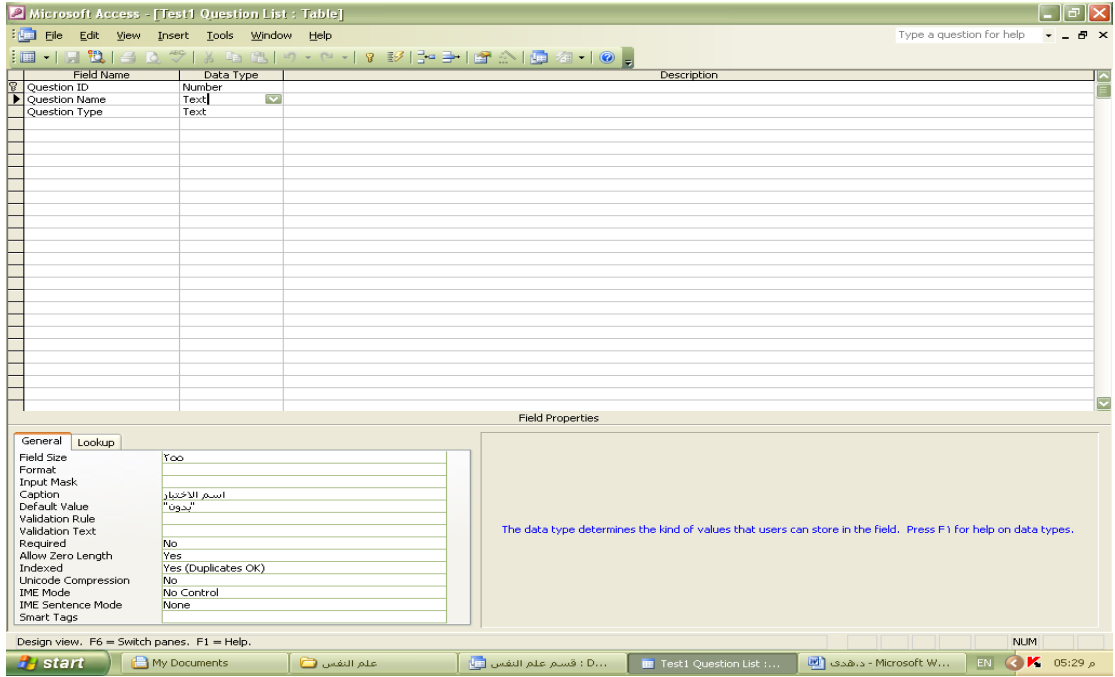 Microsoft Access - [Test1 Question List : Table]
File Edit View Insert Tools Window Help Type a question for help
Field Name Data Type Description
Question ID Number
Question Name Text
Question Type Text
Field Properties
General Lookup
Field Size ٢٥٥
Format
Input Mask
Caption اسم الاختبار
Default Value "بدون"
Validation Rule
Validation Text
Required No
Allow Zero Length Yes
Indexed Yes (Duplicates OK)
Unicode Compression No
IME Mode No Control
IME Sentence Mode None
Smart Tags
The data type determines the kind of values that users can store in the field. Press F١ for help on data types.
Design view. F6 = Switch panes. F1 = Help. NUM
start My Documents علم النفس قسم علم النفس : D... Test1 Question List :... د.هدى - Microsoft W... EN 05:29 م